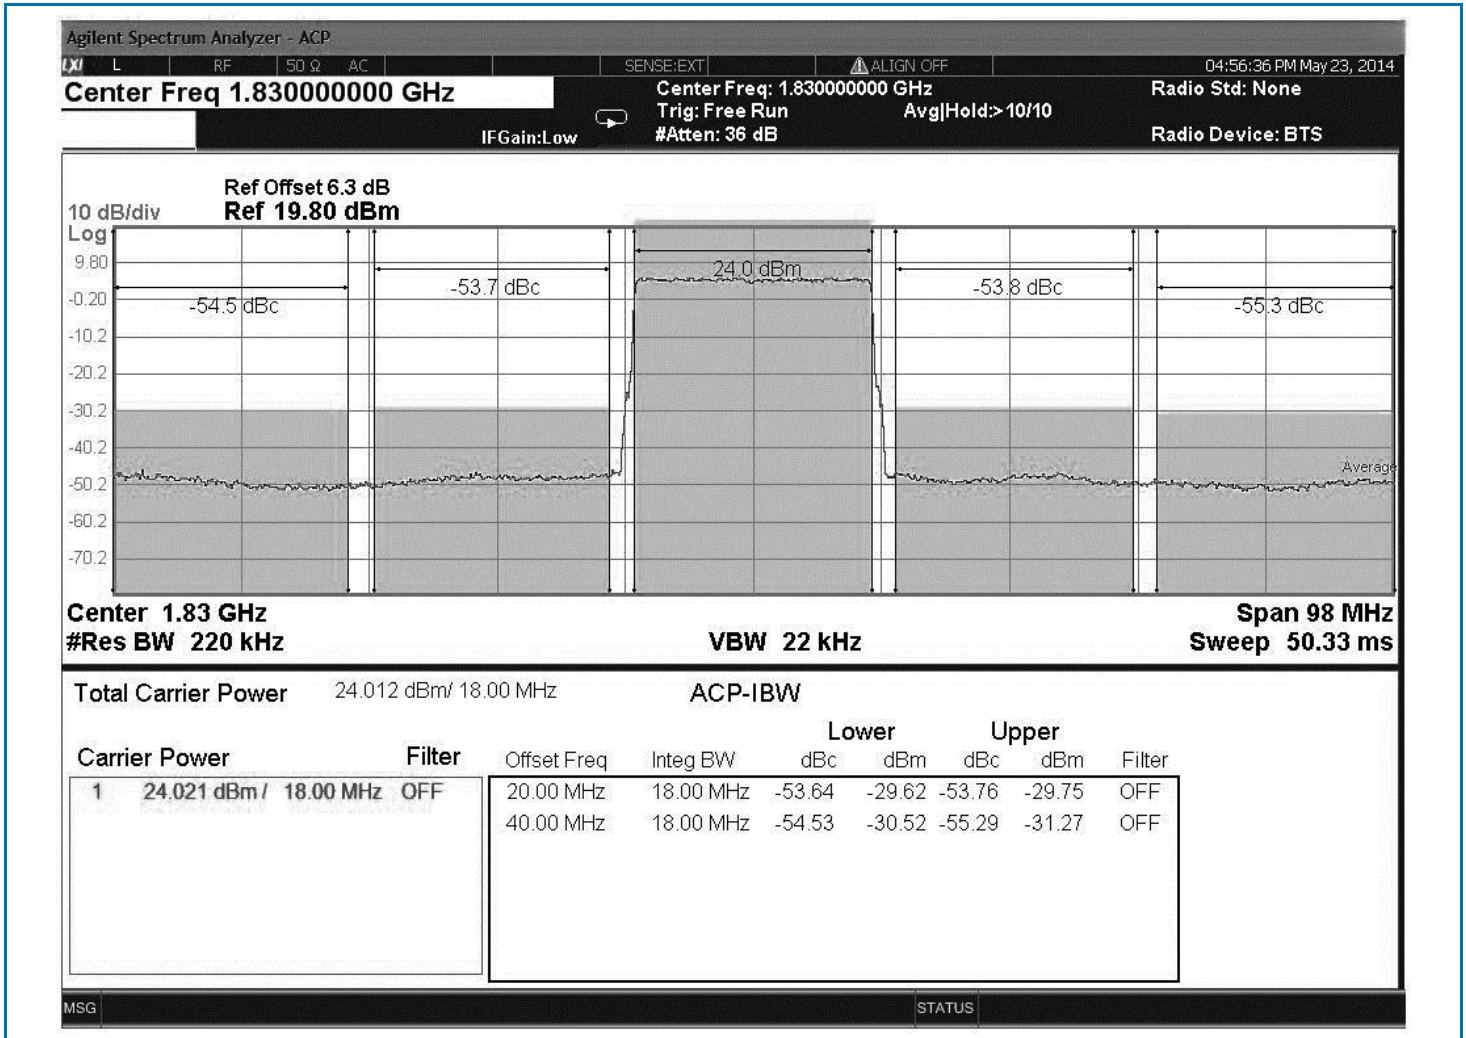 Agilent Spectrum Analyzer - ACP
LXI L RF 50 Ω AC SENSE:EXT ALIGN OFF 04:56:36 PM May 23, 2014
Center Freq 1.830000000 GHz Center Freq: 1.830000000 GHz Radio Std: None
Trig: Free Run Avg|Hold:>10/10
IFGain:Low #Atten: 36 dB Radio Device: BTS
Ref Offset 6.3 dB
10 dB/div Ref 19.80 dBm
Log
9.80
24.0 dBm
-53.7 dBc -53.8 dBc
-0.20
-54.5 dBc -55.3 dBc
-10.2
-20.2
-30.2
-40.2
Average
-50.2
-60.2
-70.2
Center 1.83 GHz Span 98 MHz
#Res BW 220 kHz VBW 22 kHz Sweep 50.33 ms
Total Carrier Power 24.012 dBm/ 18.00 MHz ACP-IBW
Lower Upper
Carrier Power Filter Offset Freq Integ BW dBc dBm dBc dBm Filter
1 24.021 dBm / 18.00 MHz OFF 20.00 MHz 18.00 MHz -53.64 -29.62 -53.76 -29.75 OFF
40.00 MHz 18.00 MHz -54.53 -30.52 -55.29 -31.27 OFF
MSG STATUS